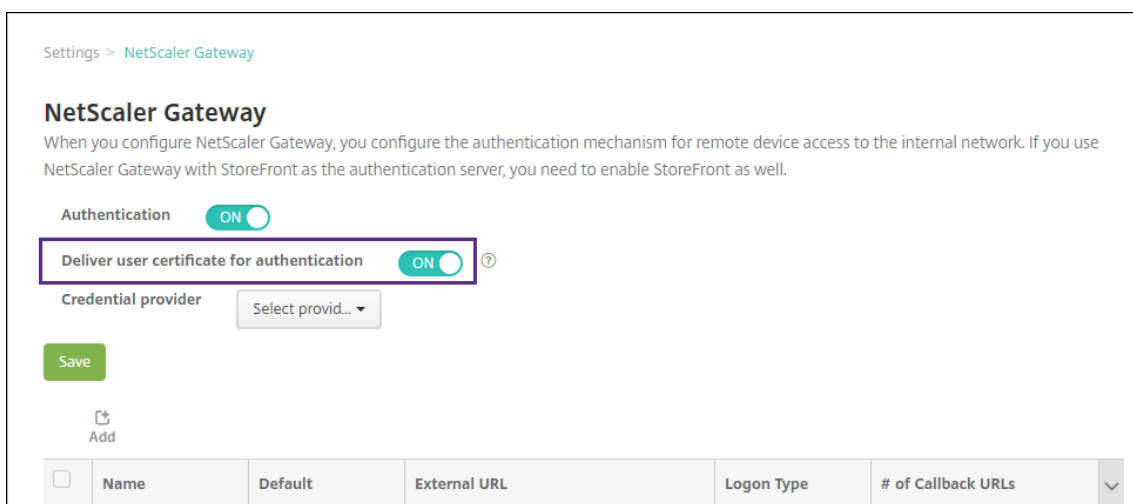 Settings > NetScaler Gateway
NetScaler Gateway
When you configure NetScaler Gateway, you configure the authentication mechanism for remote device access to the internal network. If you use
NetScaler Gateway with StoreFront as the authentication server, you need to enable StoreFront as well.
Authentication ON
Deliver user certificate for authentication ON ?
Credential provider Select provid...
Save
Add
Name Default External URL Logon Type # of Callback URLs